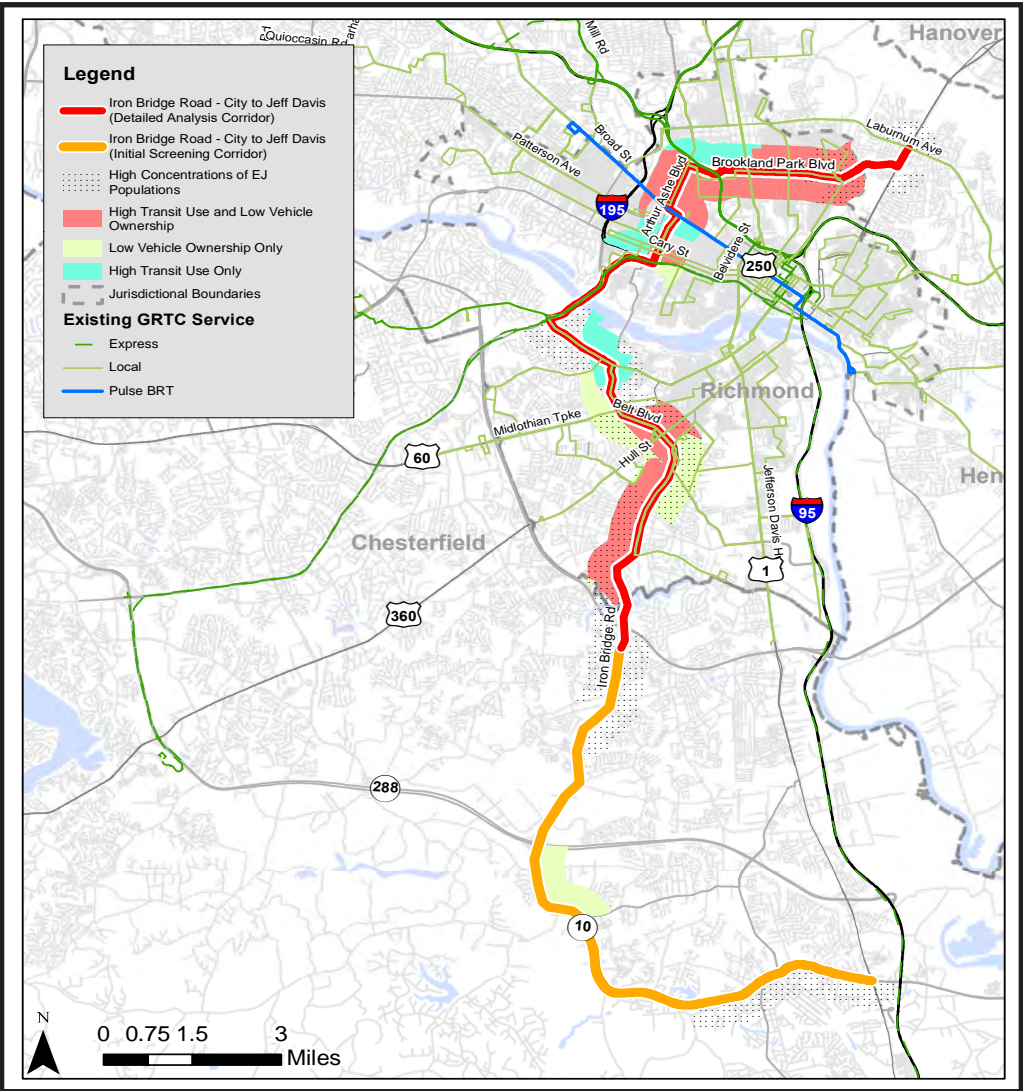 Quioccasin Rd
Parha
Rd
Mill Rd
Hanover
Legend
Iron Bridge Road - City to Jeff Davis
(Detailed Analysis Corridor)
Iron Bridge Road - City to Jeff Davis
(Initial Screening Corridor)
High Concentrations of EJ
Populations
High Transit Use and Low Vehicle
Ownership
Low Vehicle Ownership Only
High Transit Use Only
Jurisdictional Boundaries
Existing GRTC Service
Express
Local
Pulse BRT
Broad St
Patterson Ave
Laburnum Ave
Brookland Park Blvd
Arthur Ashe Blvd
195
Cary St
Belvidere St
250
Richmond
Belt Blvd
Midlothian Tpke
Hull St
60
Hen
Jefferson Davis H
95
Chesterfield
1
360
Iron Bridge Rd
288
10
N
0 0.75 1.5 3
Miles